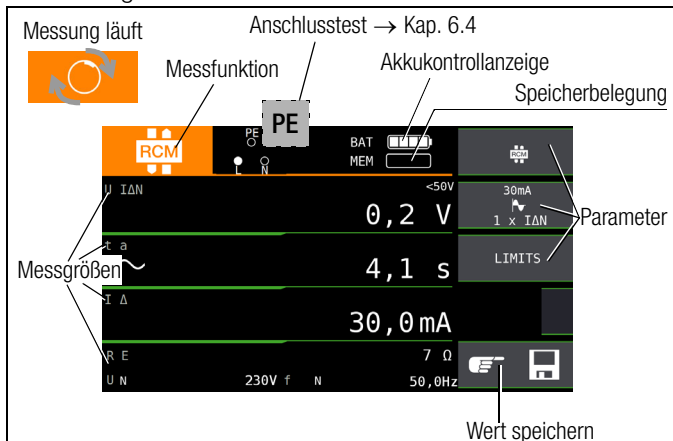 Anschlusstest → Kap. 6.4
Messung läuft
Messfunktion
Akkukontrollanzeige
Speicherbelegung
RCM
PE
PE
L N
BAT
MEM
RCM
U IΔN
<50V
0,2 V
30mA
1 x IΔN
Parameter
t a
4,1 s
LIMITS
Messgrößen
I Δ
30,0mA
R E
7 Ω
U N 230V f N 50,0Hz
Wert speichern